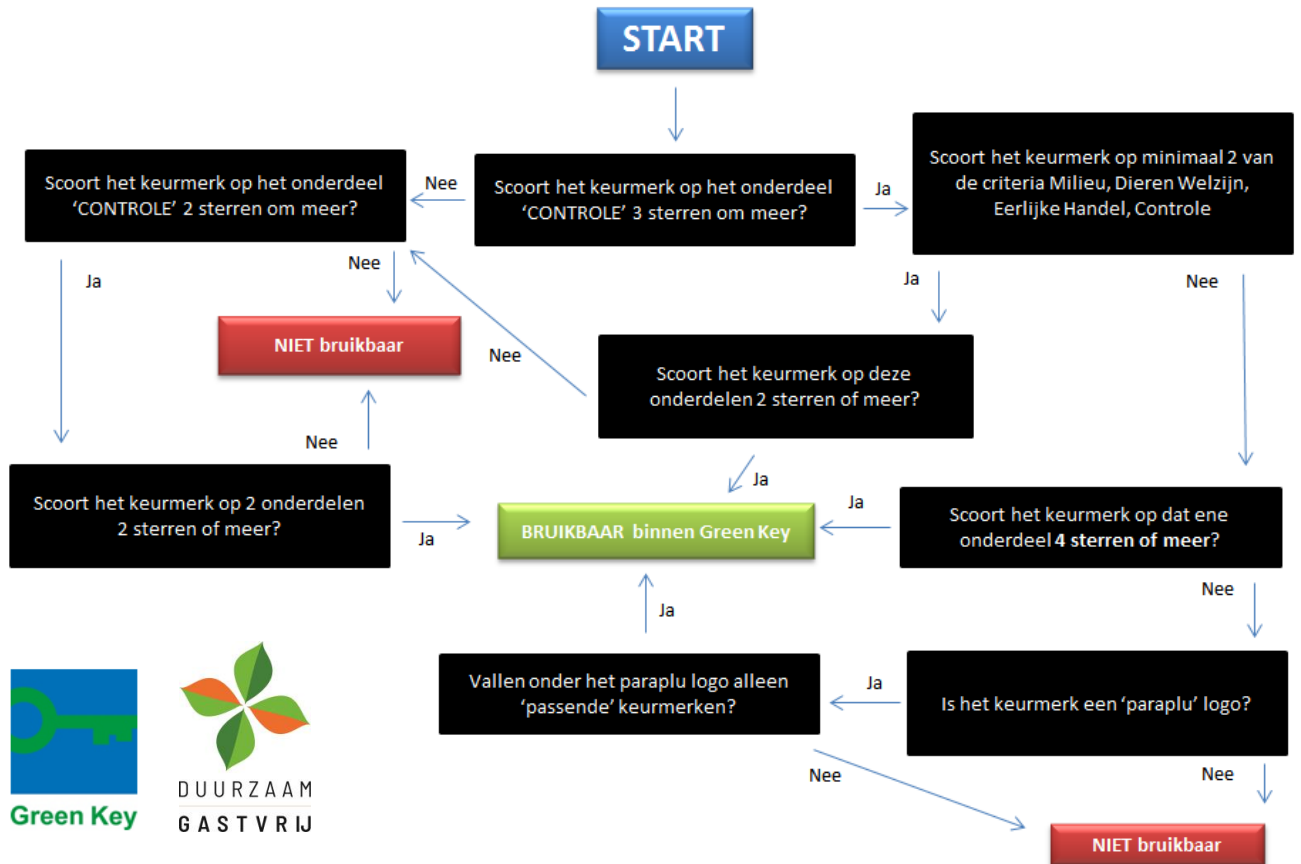 START
Scoort het keurmerk op het onderdeel
‘CONTROLE’ 2 sterren om meer?
Nee
Scoort het keurmerk op het onderdeel
‘CONTROLE’ 3 sterren om meer?
Ja
Scoort het keurmerk op minimaal 2 van
de criteria Milieu, Dieren Welzijn,
Eerlijke Handel, Controle
Ja
Nee
Ja
Nee
NIET bruikbaar
Nee
Scoort het keurmerk op deze
onderdelen 2 sterren of meer?
Nee
Scoort het keurmerk op 2 onderdelen
2 sterren of meer?
Ja
BRUIKBAAR binnen Green Key
Ja
Ja
Scoort het keurmerk op dat ene
onderdeel 4 sterren of meer?
Nee
Ja
Vallen onder het paraplu logo alleen
‘passende’ keurmerken?
Ja
Is het keurmerk een ‘paraplu’ logo?
Nee
Nee
NIET bruikbaar
Green Key
DUURZAAM
GASTVRIJ